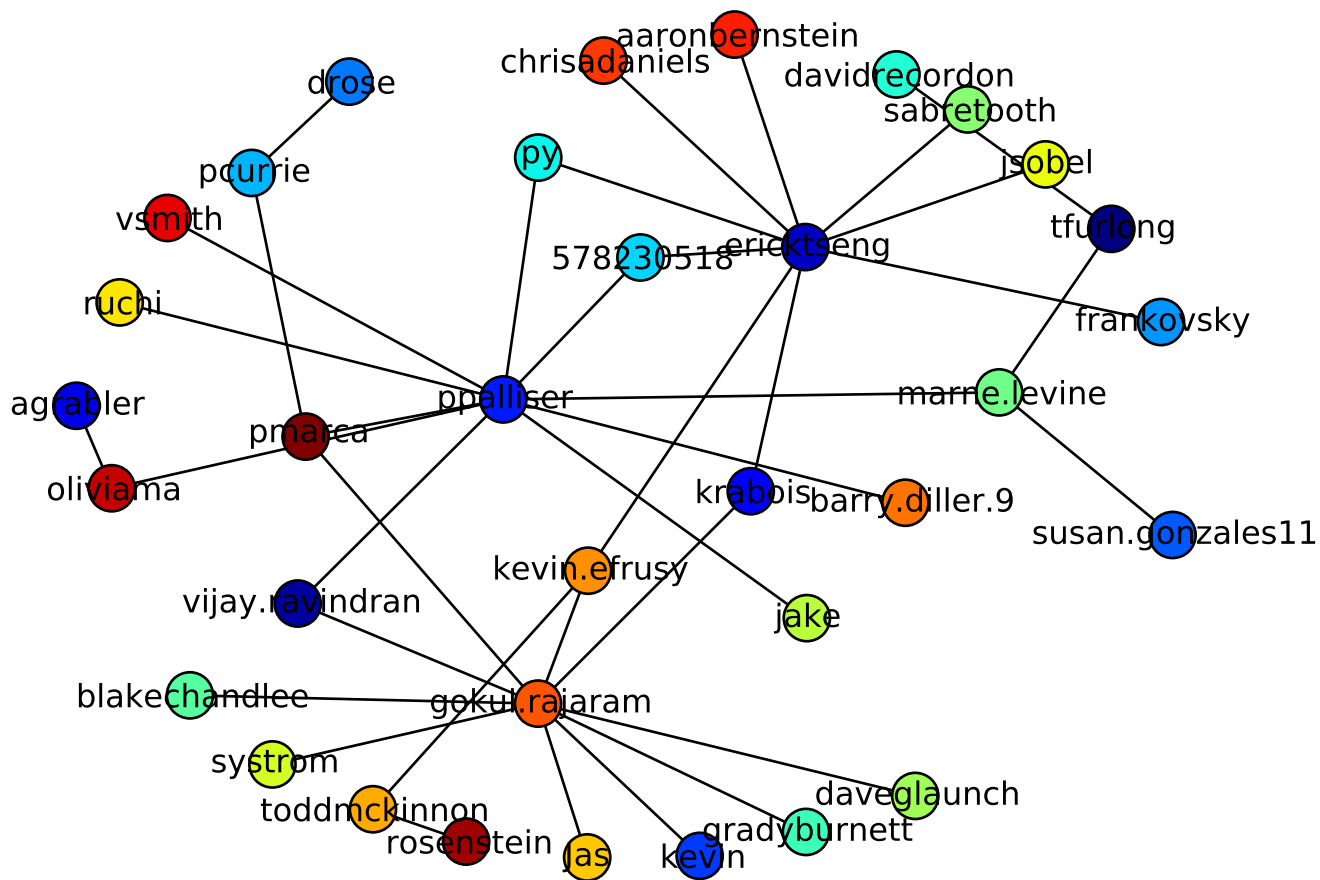 aaronbernstein
chrisadaniels
davidrecordon
drose
sabretooth
py
jsobel
pcurrie
vsmith
tfurlong
ericktseng
578230518
ruchi
frankovsky
marne.levine
ppalliser
agrabler
pmarca
oliviama
krabois
barry.diller.9
susan.gonzales11
kevin.efrusy
vijay.ravindran
jake
blakechandlee
gokul.rajaram
systrom
daveglaunch
toddmckinnon
gradyburnett
rosenstein
jas
kevin